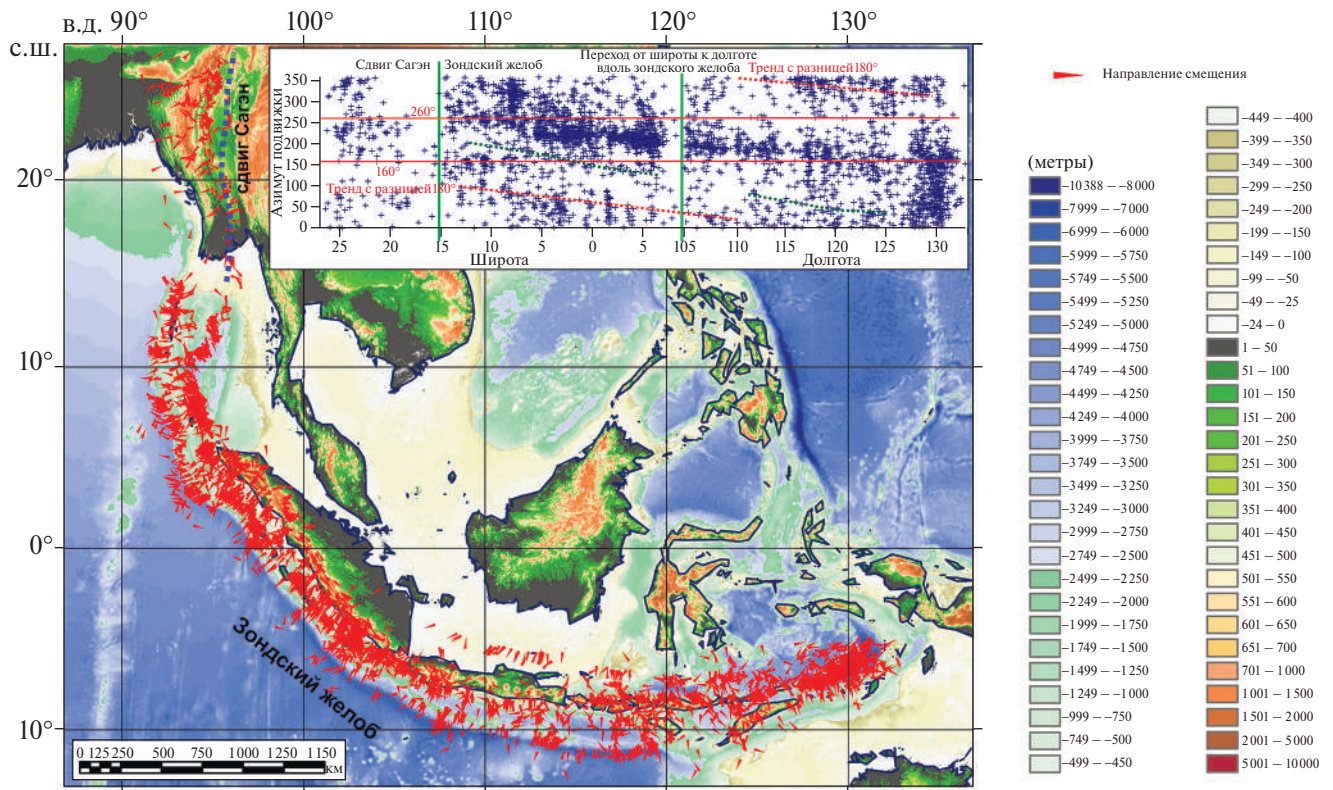 в.д. 90° 100° 110° 120° 130°
с.ш.
20°
10°
0°
10°
Сдвиг Сагэн
Зондский желоб
Переход от широты к долготе
вдоль зондского желоба
Тренд с разницей180°
Азимут подвижки
350
300
250
200
150
100
50
0
260°
160°
Тренд с разницей180°
25 20 15 10 5 0 5 105 110 115 120 125 130
Широта
Долгота
сдвиг Сагэн
Зондский желоб
0 125 250 500 750 1000 1250 1150
км
Направление смещения
(метры)
−10 388 − −8 000
−7 999 − −7000
−6999 − −6000
−5999 − −5750
−5749 − −5500
−5499 − −5250
−5249 − −5000
−4999 − −4750
−4749 − −4500
−4499 − −4250
−4249 − −4000
−3999 − −3750
−3749 − −3500
−3499 − −3250
−3249 − −3000
−2999 − −2750
−2749 − −2500
−2499 − −2250
−2249 − −2000
−1999 − −1750
−1749 − −1500
−1499 − −1250
−1249 − −1000
−999 − −750
−749 − −500
−499 − −450
−449 − −400
−399 − −350
−349 − −300
−299 − −250
−249 − −200
−199 − −150
−149 − −100
−99 − −50
−49 − −25
−24 − 0
1 − 50
51 − 100
101 − 150
151 − 200
201 − 250
251 − 300
301 − 350
351 − 400
401 − 450
451 − 500
501 − 550
551 − 600
601 − 650
651 − 700
701 − 1000
1001 − 1500
1501 − 2000
2001 − 5000
5001 − 10000